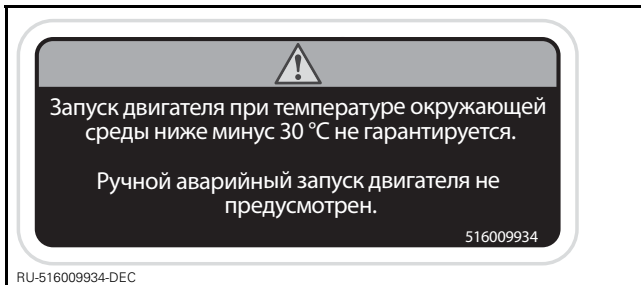 Запуск двигателя при температуре окружающей
среды ниже минус 30 °C не гарантируется.
Ручной аварийный запуск двигателя не
предусмотрен.
516009934
RU-516009934-DEC